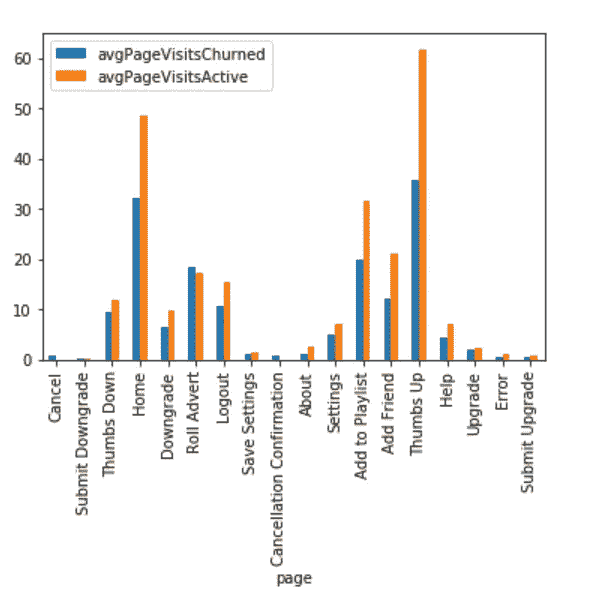 avgPageVisitsChurned
avgPageVisitsActive
60
50
40
30
20
10
0
Cancel
Submit Downgrade
Thumbs Down
Home
Downgrade
Roll Advert
Logout
Save Settings
Cancellation Confirmation
About
Settings
Add to Playlist
Add Friend
Thumbs Up
Help
Upgrade
Error
Submit Upgrade
page